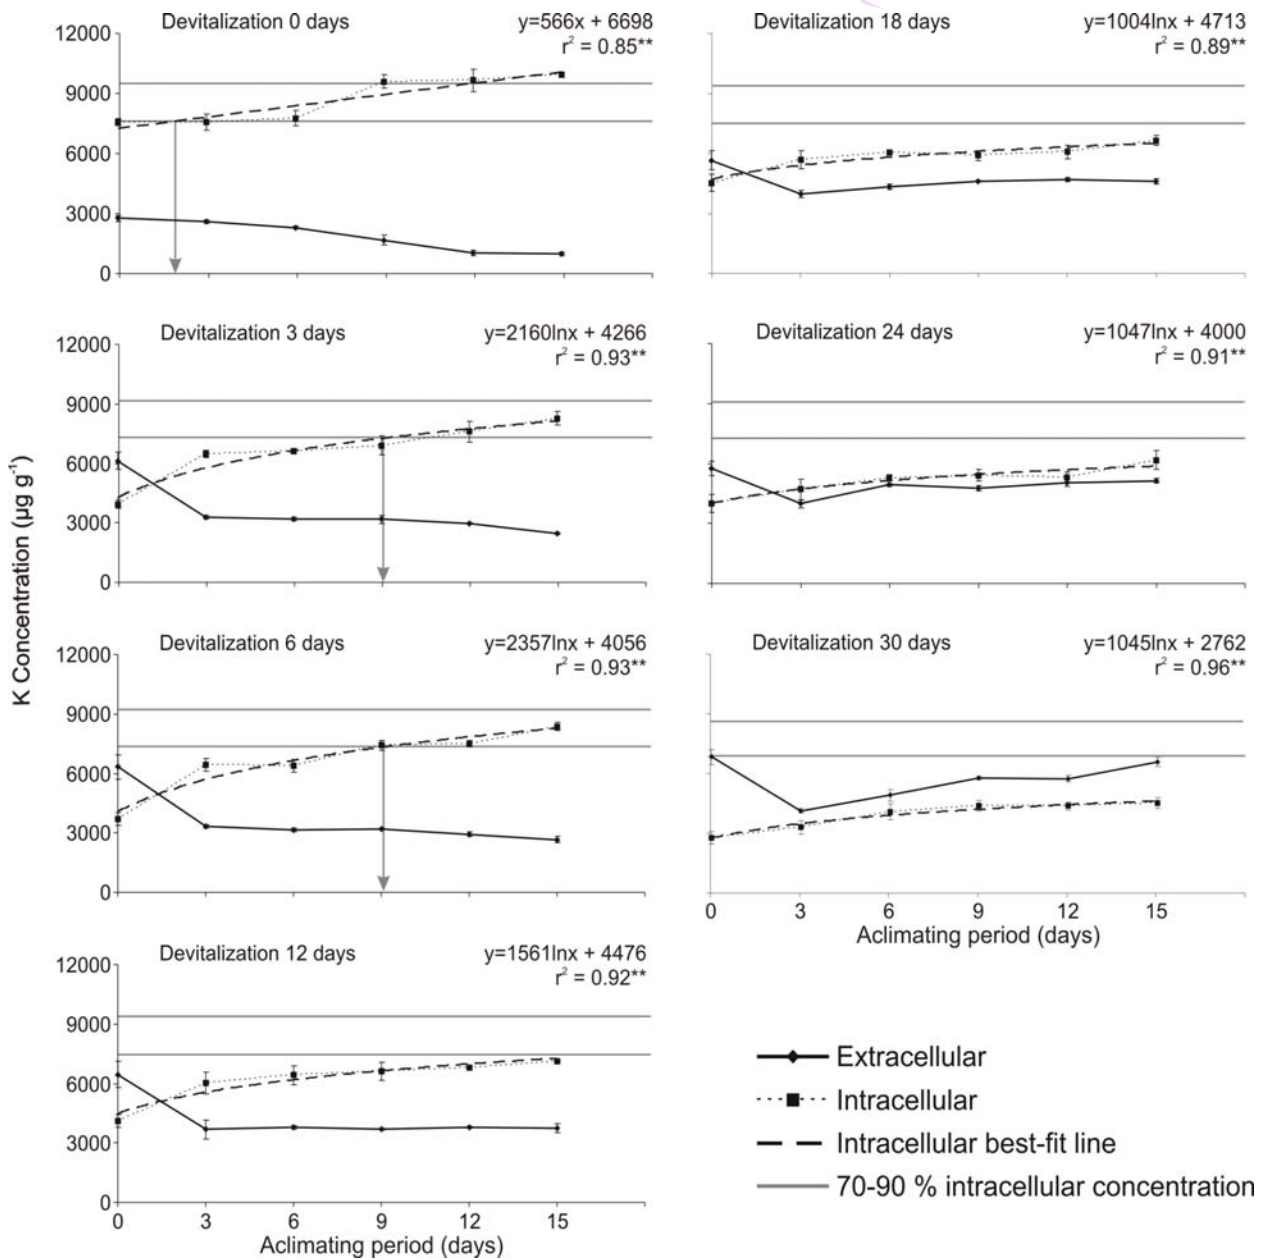 Devitalization 0 days
y=566x + 6698
r² = 0.85**
12000
9000
6000
3000
0
Devitalization 18 days
y=1004lnx + 4713
r² = 0.89**
Devitalization 3 days
y=2160lnx + 4266
r² = 0.93**
12000
9000
6000
3000
0
Devitalization 24 days
y=1047lnx + 4000
r² = 0.91**
K Concentration (µg g⁻¹)
Devitalization 6 days
y=2357lnx + 4056
r² = 0.93**
12000
9000
6000
3000
0
Devitalization 30 days
y=1045lnx + 2762
r² = 0.96**
0 3 6 9 12 15
Aclimating period (days)
Devitalization 12 days
y=1561lnx + 4476
r² = 0.92**
12000
9000
6000
3000
0
0 3 6 9 12 15
Aclimating period (days)
Extracellular
Intracellular
Intracellular best-fit line
70-90 % intracellular concentration